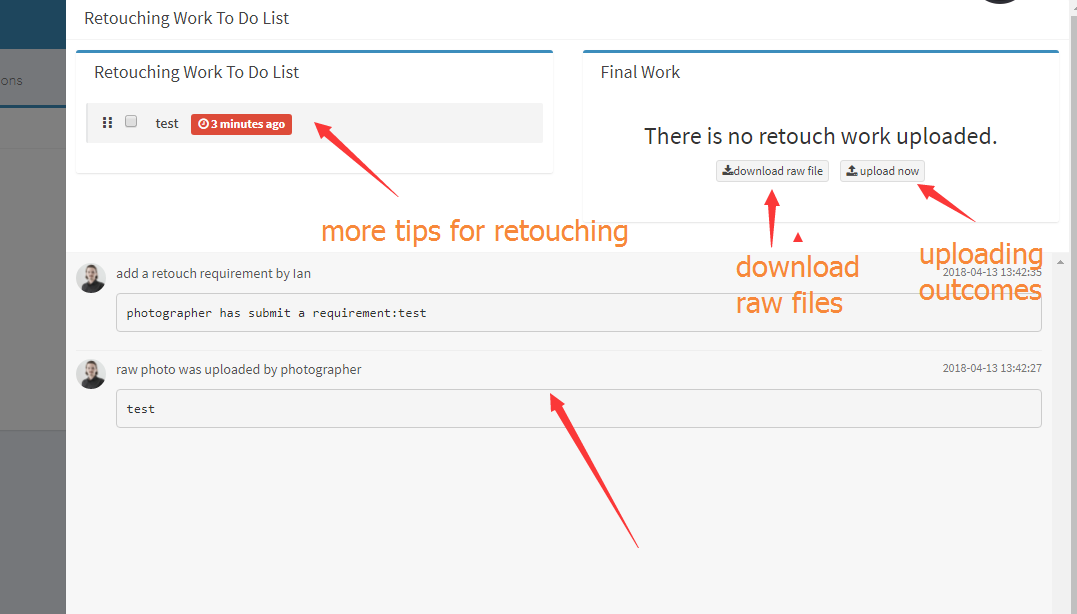 Retouching Work To Do List
ons
Retouching Work To Do List
test 3 minutes ago
Final Work
There is no retouch work uploaded.
download raw file upload now
more tips for retouching
download
raw files
uploading
outcomes
add a retouch requirement by Ian 2018-04-13 13:42:35
photographer has submit a requirement:test
raw photo was uploaded by photographer 2018-04-13 13:42:27
test